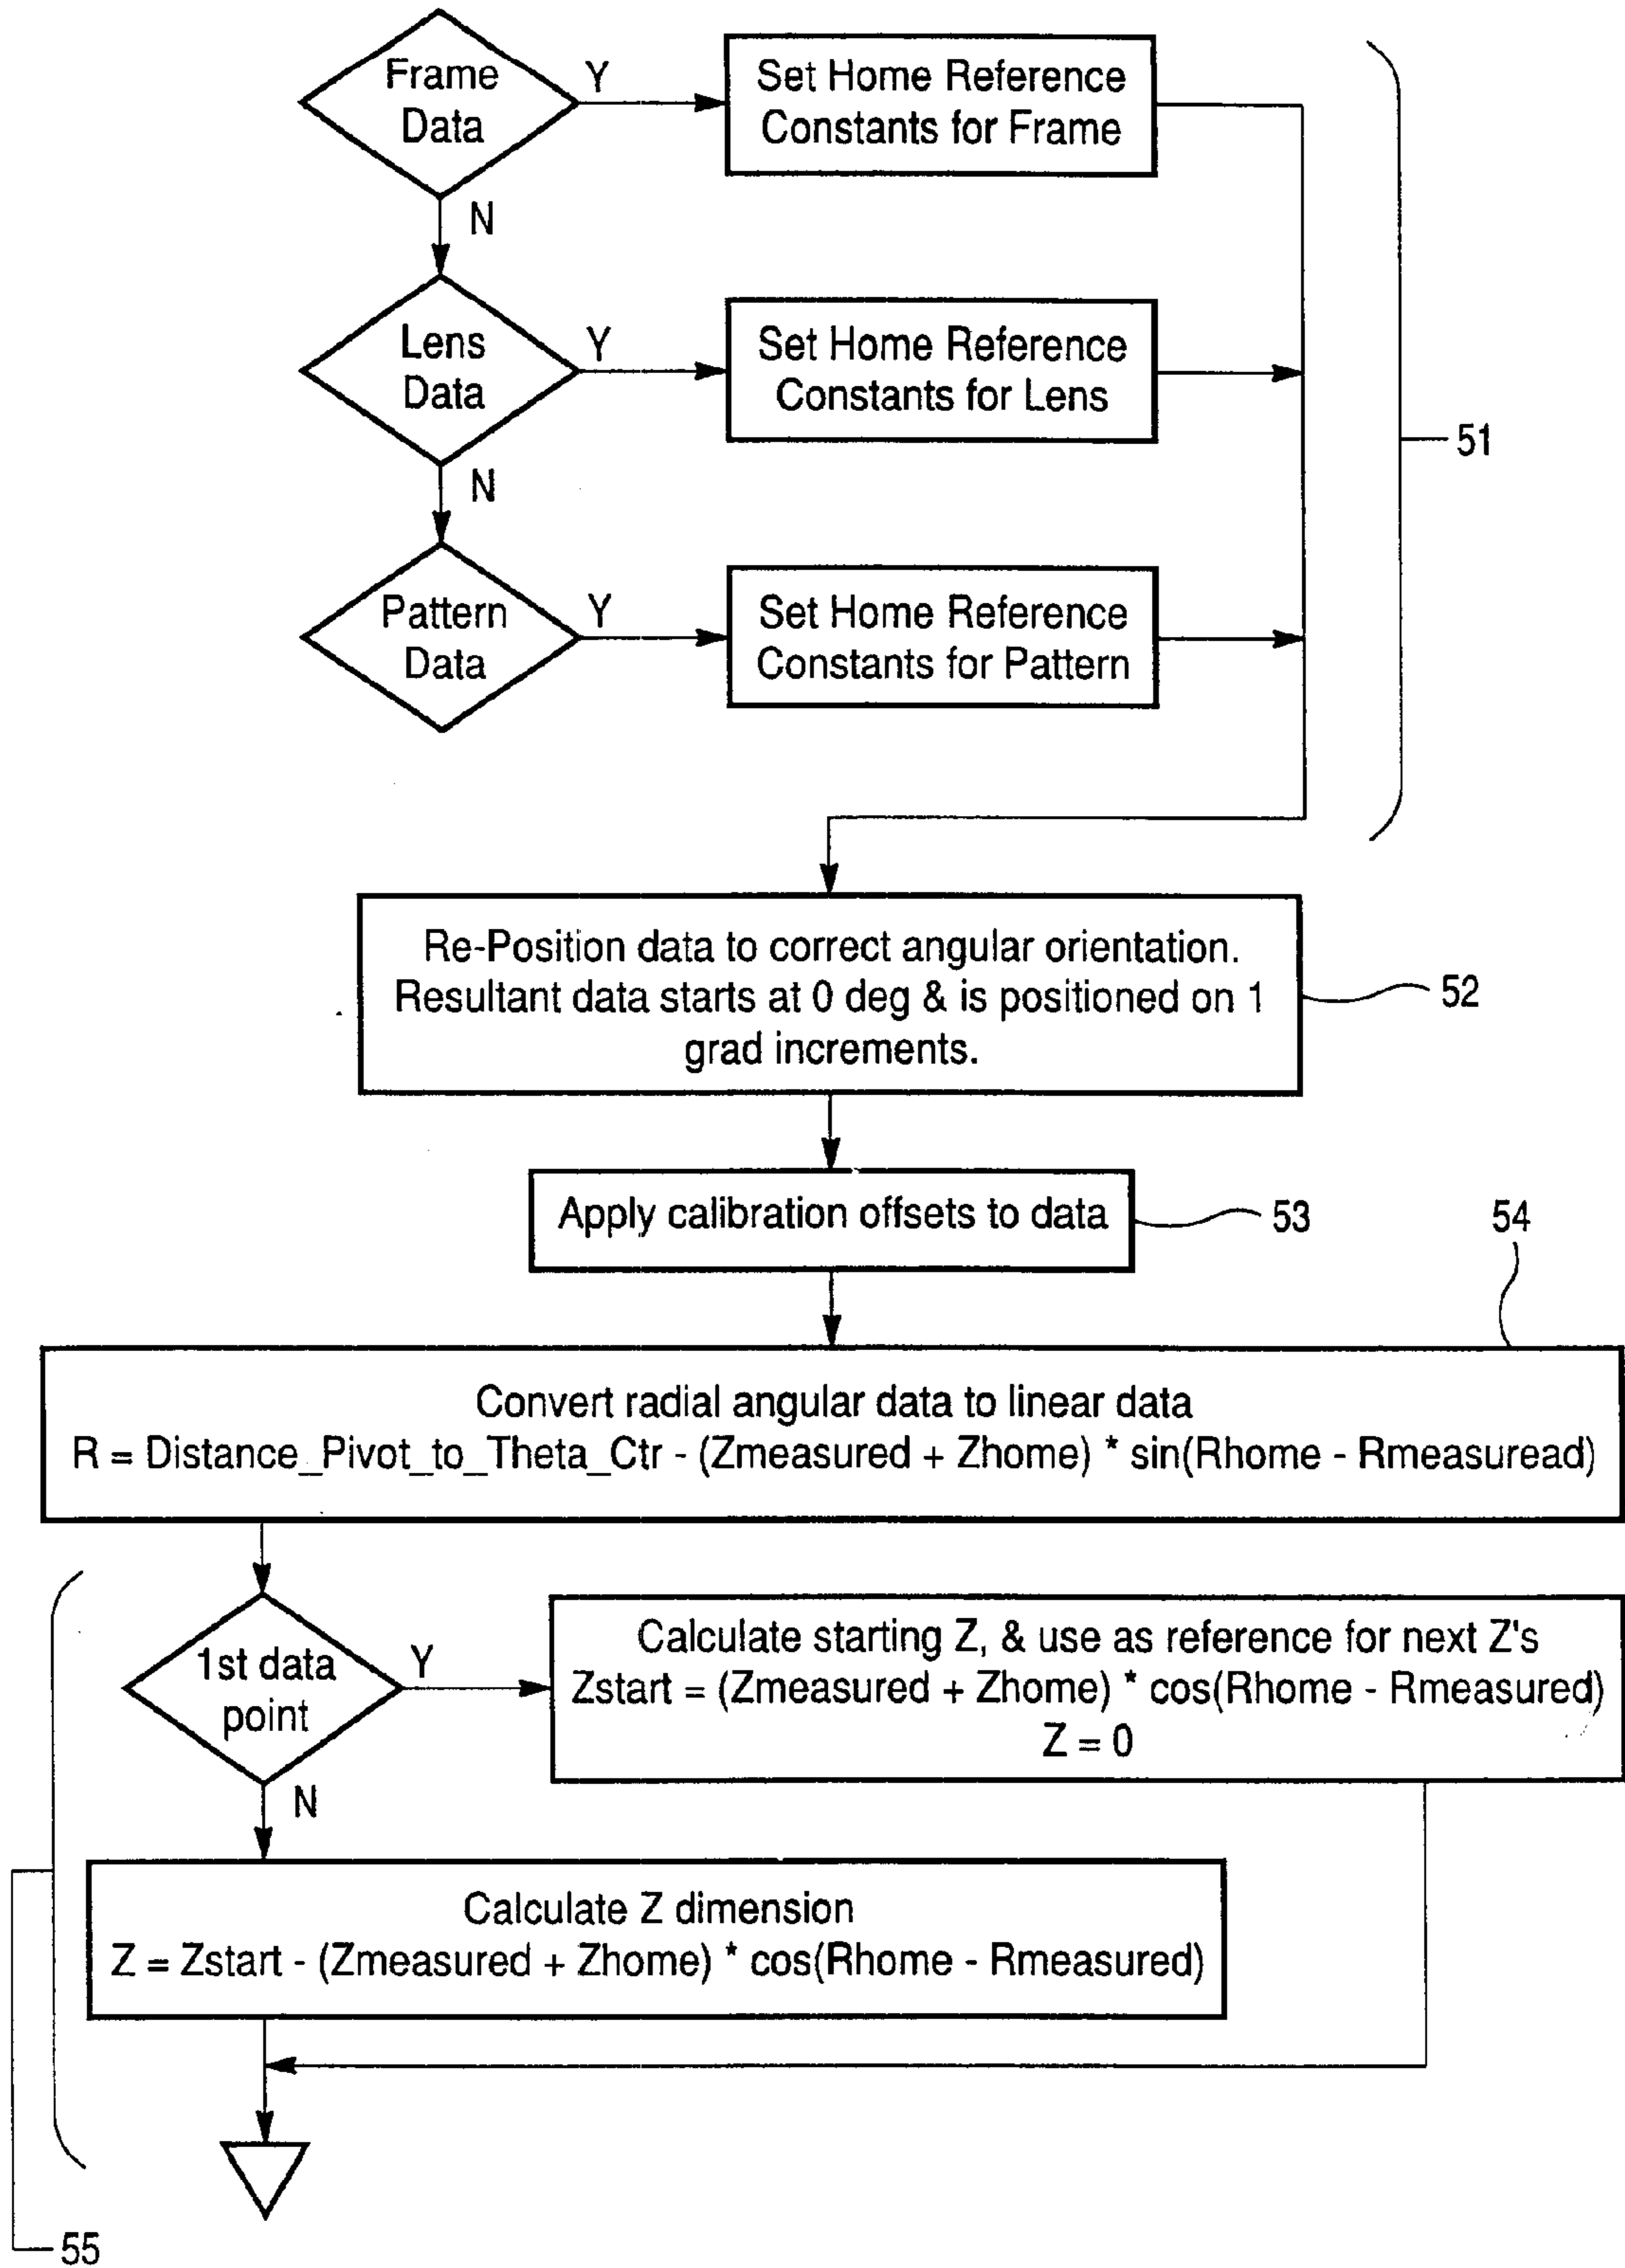 Frame
Data
Y
Set Home Reference
Constants for Frame
N
Lens
Data
Y
Set Home Reference
Constants for Lens
51
N
Pattern
Data
Y
Set Home Reference
Constants for Pattern
Re-Position data to correct angular orientation.
Resultant data starts at 0 deg & is positioned on 1
grad increments.
52
Apply calibration offsets to data
53
54
Convert radial angular data to linear data
R = Distance_Pivot_to_Theta_Ctr - (Zmeasured + Zhome) * sin(Rhome - Rmeasuread)
1st data
point
Y
Calculate starting Z, & use as reference for next Z's
Zstart = (Zmeasured + Zhome) * cos(Rhome - Rmeasured)
Z = 0
N
Calculate Z dimension
Z = Zstart - (Zmeasured + Zhome) * cos(Rhome - Rmeasured)
55